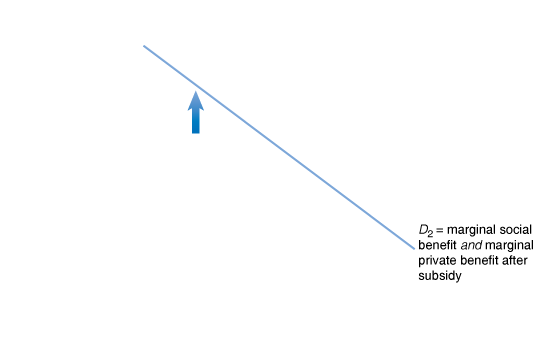 D2 = marginal social
benefit and marginal
private benefit after
subsidy